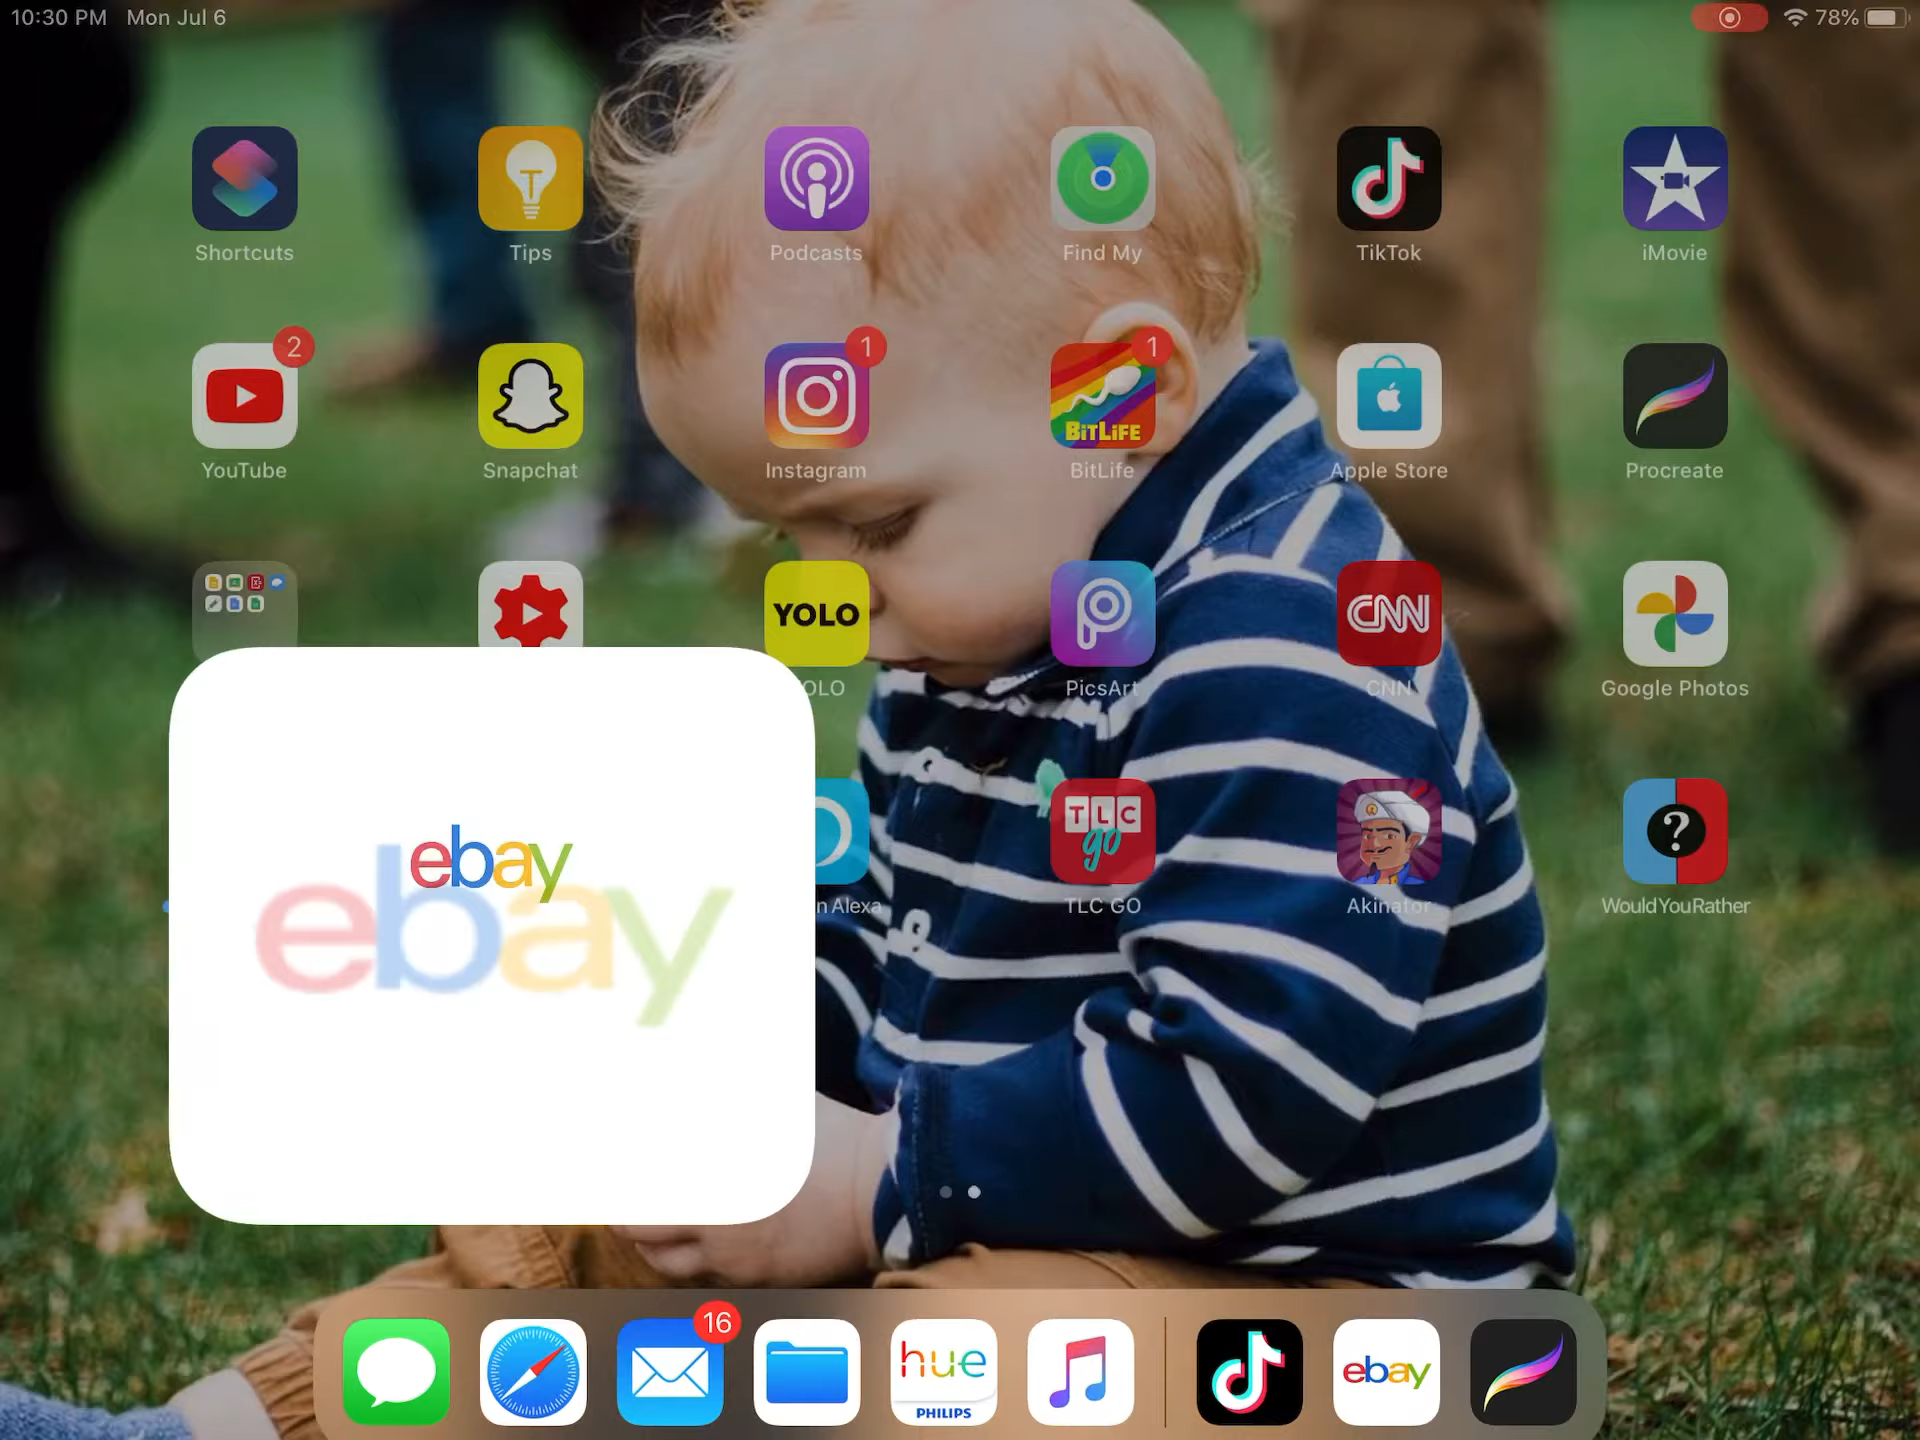 10:30 PM Mon Jul 6
78%
Shortcuts
T
Tips
Podcasts
Find My
TikTok
iMovie
2
YouTube
Snapchat
1
Instagram
1
BiTLiFE
BitLife
Apple Store
Procreate
YOLO
OLO
PicsArt
CNN
CNN
Google Photos
ebay
ebay
n Alexa
TLC
go
TLC GO
Akinator
?
WouldYouRather
16
hue
PHILIPS
ebay